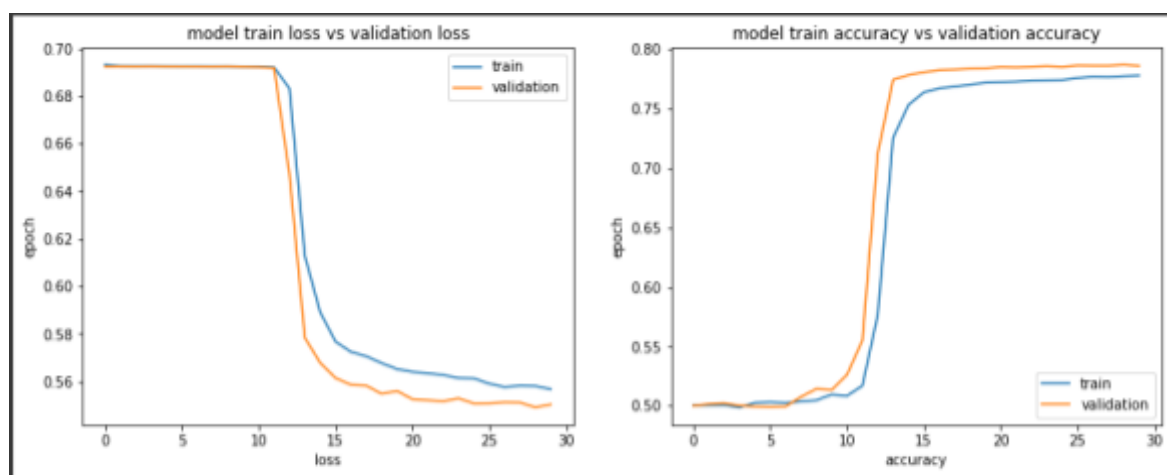 model train loss vs validation loss
0.70
0.68
0.66
0.64
0.62
0.60
0.58
0.56
epoch
train
validation
0 5 10 15 20 25 30
loss
model train accuracy vs validation accuracy
0.80
0.75
0.70
0.65
0.60
0.55
0.50
epoch
train
validation
0 5 10 15 20 25 30
accuracy